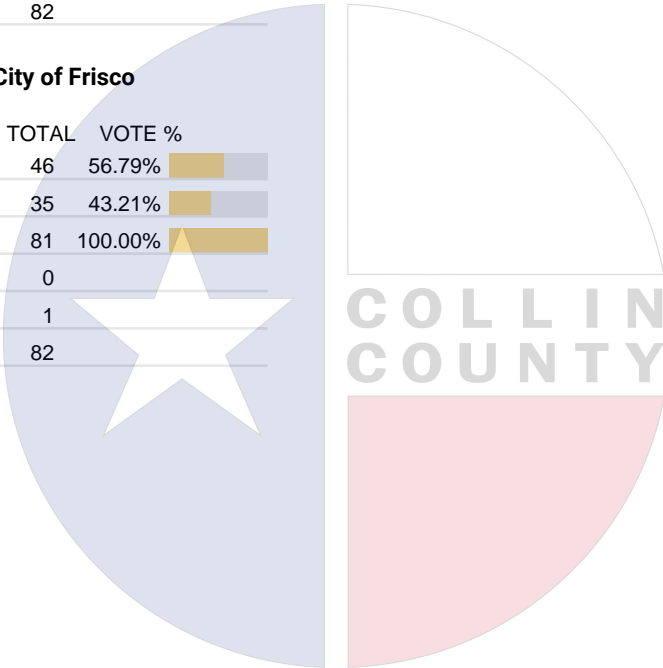 82
City of Frisco
TOTAL VOTE %
46 56.79%
35 43.21%
81 100.00%
0
1
82
COLLIN
COUNTY